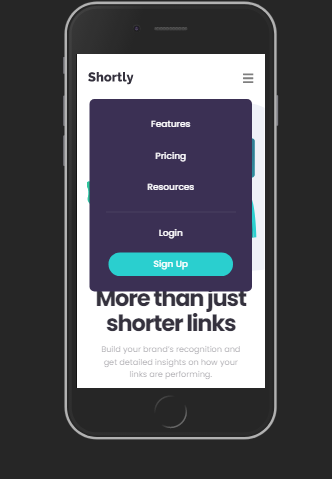 Shortly
Features
Pricing
Resources
Login
Sign Up
More than just
shorter links
Build your brand's recognition and
get detailed insights on how your
links are performing.